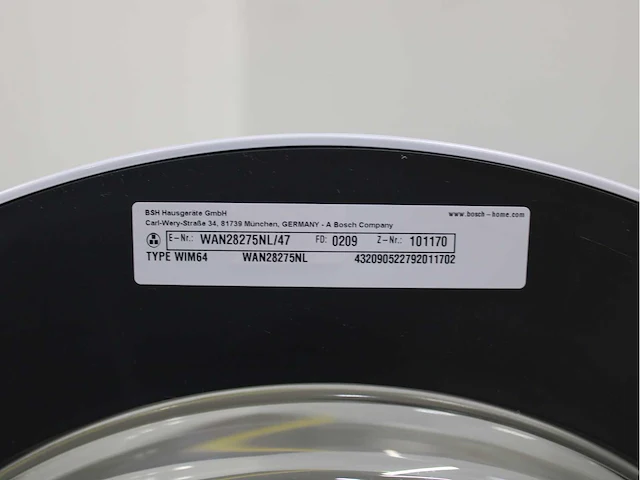 BSH Hausgeräte GmbH www.bosch-home.com
Carl-Wery-Straße 34, 81739 München, GERMANY - A Bosch Company
E-Nr.: WAN28275NL/47 FD: 0209 Z-Nr.: 101170
TYPE WIM64 WAN28275NL 432090522792011702